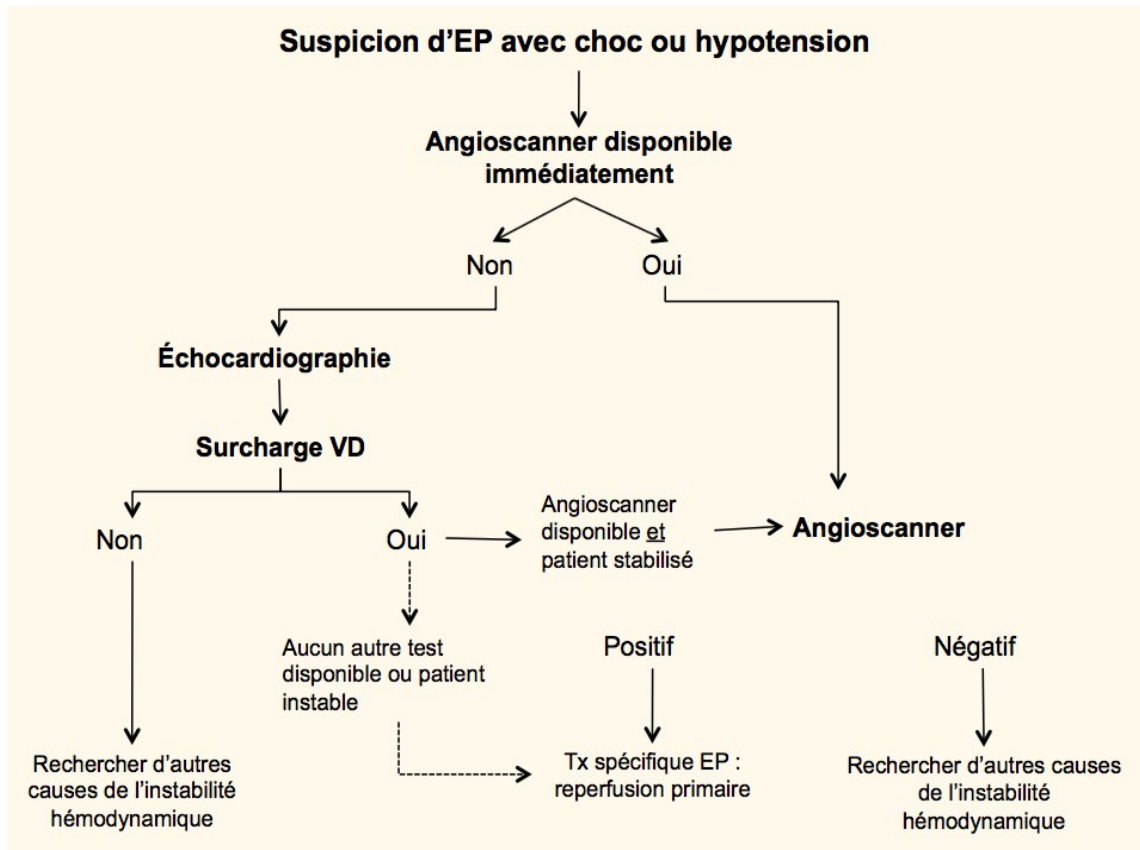 Suspicion d’EP avec choc ou hypotension
Angioscanner disponible
immédiatement
Non
Oui
Échocardiographie
Surcharge VD
Non
Oui
Angioscanner
disponible et
patient stabilisé
Angioscanner
Aucun autre test
disponible ou patient
instable
Positif
Négatif
Rechercher d’autres
causes de l’instabilité
hémodynamique
Tx spécifique EP :
reperfusion primaire
Rechercher d’autres causes
de l’instabilité
hémodynamique